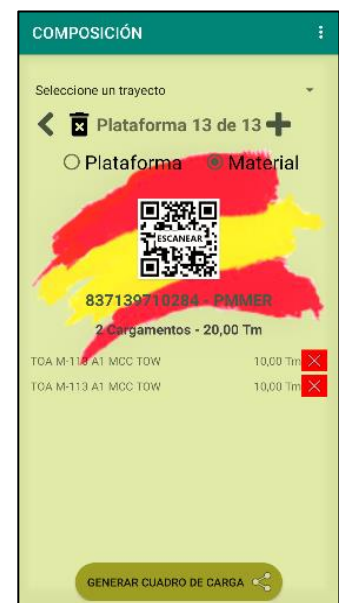 COMPOSICIÓN
Seleccione un trayecto
Plataforma 13 de 13
Plataforma Material
ESCANEAR
837139710284 - PMMER
2 Cargamentos - 20,00 Tm
TOA M-113 A1 MCC TOW 10,00 Tm
TOA M-113 A1 MCC TOW 10,00 Tm
GENERAR CUADRO DE CARGA